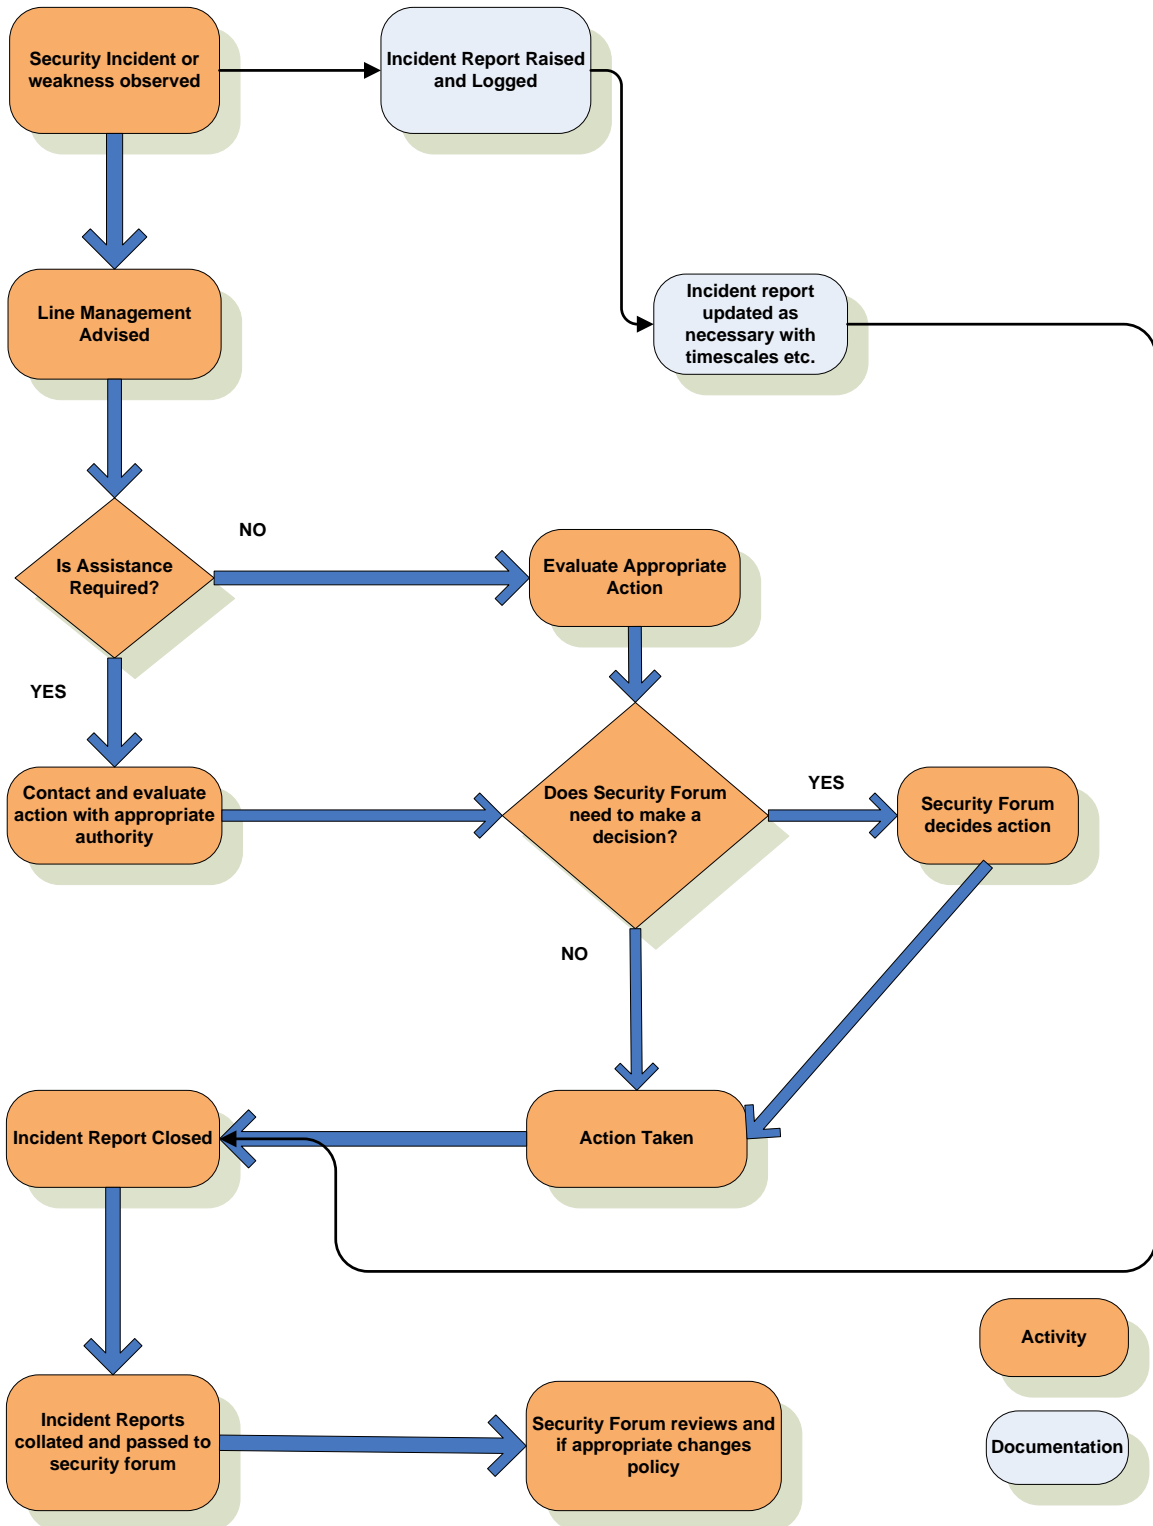 Security Incident or
weakness observed
Incident Report Raised
and Logged
Line Management
Advised
Incident report
updated as
necessary with
timescales etc.
Is Assistance
Required?
NO
Evaluate Appropriate
Action
YES
Contact and evaluate
action with appropriate
authority
Does Security Forum
need to make a
decision?
YES
Security Forum
decides action
NO
Incident Report Closed
Action Taken
Activity
Incident Reports
collated and passed to
security forum
Security Forum reviews and
if appropriate changes
policy
Documentation